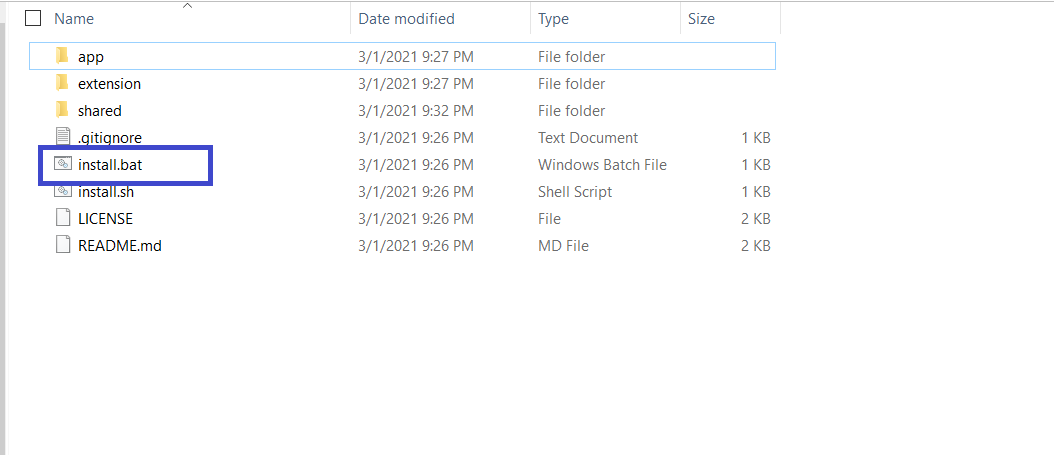 Name Date modified Type Size
app 3/1/2021 9:27 PM File folder
extension 3/1/2021 9:27 PM File folder
shared 3/1/2021 9:32 PM File folder
.gitignore 3/1/2021 9:26 PM Text Document 1 KB
install.bat 3/1/2021 9:26 PM Windows Batch File 1 KB
install.sh 3/1/2021 9:26 PM Shell Script 1 KB
LICENSE 3/1/2021 9:26 PM File 2 KB
README.md 3/1/2021 9:26 PM MD File 2 KB